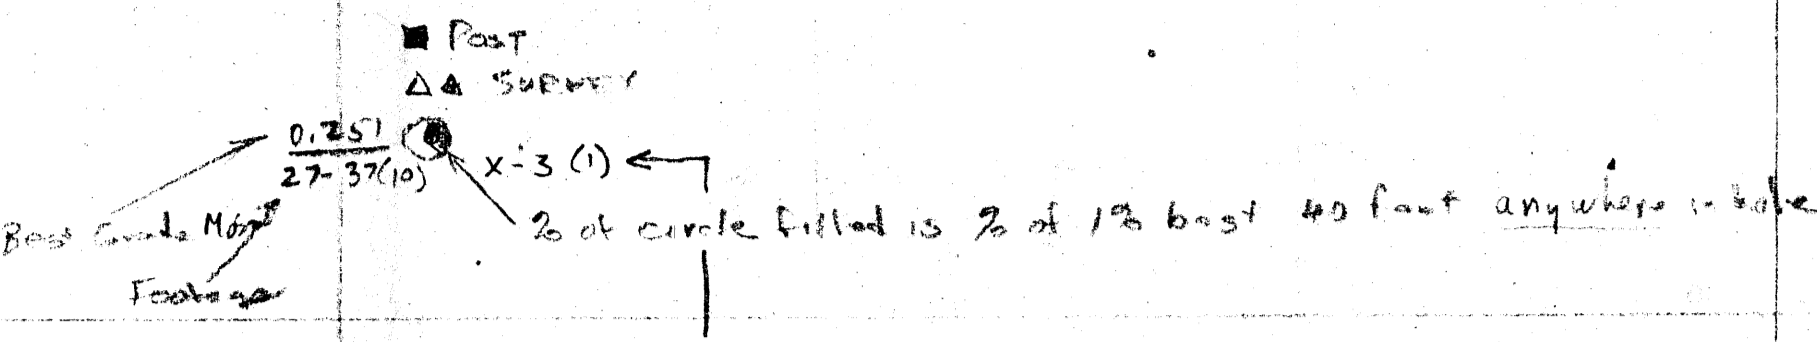 ■ Post
△▲ SURVEY
0.251
27-37(10)
x-3 (1)
% of circle filled is % of 1% best 40 foot anywhere in hole
Best Grade
Footage